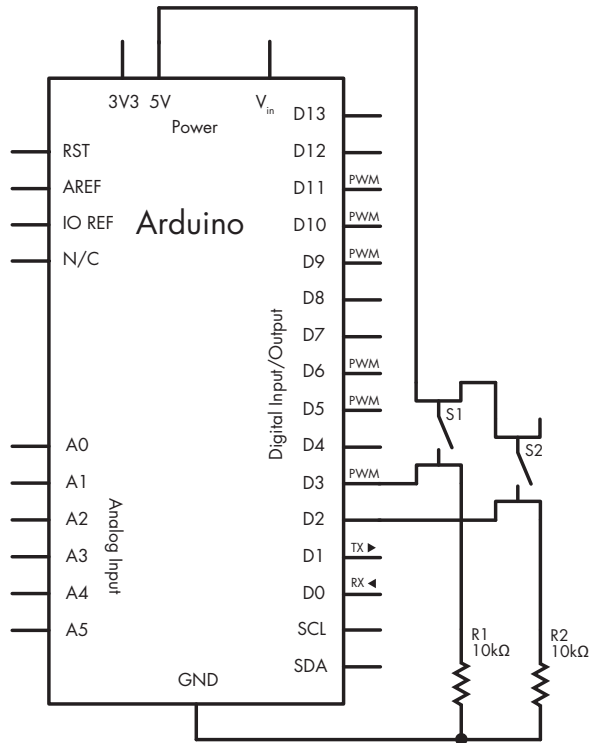 3V3 5V V_in
Power
D13
RST
D12
AREF
D11 PWM
IO REF
Arduino
D10 PWM
N/C
D9 PWM
D8
D7
D6 PWM
D5 PWM
Digital Input/Output
S1
A0
D4
S2
A1
D3 PWM
A2
D2
Analog Input
A3
D1 TX ►
A4
D0 RX ◄
A5
SCL
R1
10kΩ
R2
10kΩ
SDA
GND